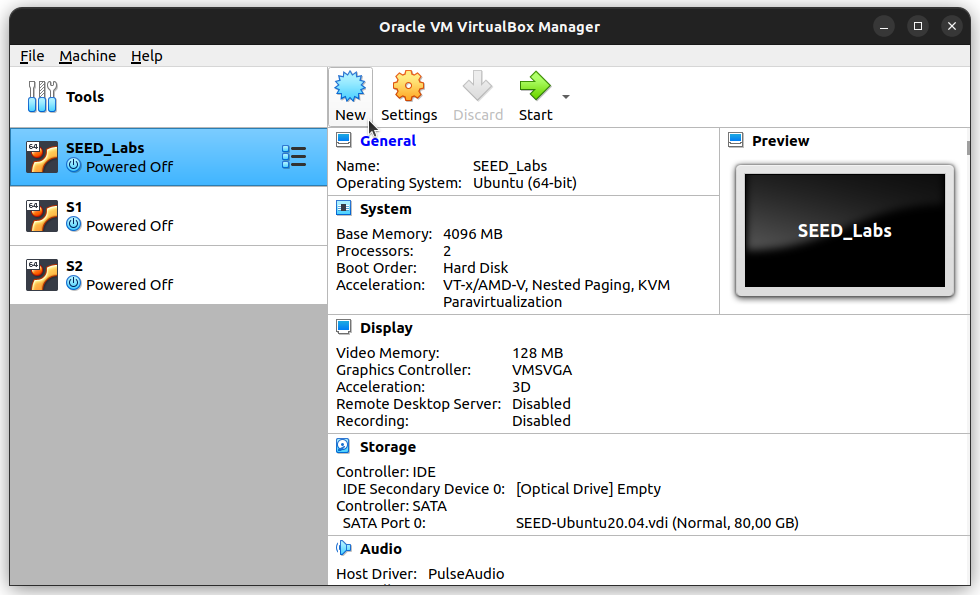 Oracle VM VirtualBox Manager
File Machine Help
Tools
New Settings Discard Start
64
SEED_Labs
Powered Off
64
S1
Powered Off
64
S2
Powered Off
General
Name: SEED_Labs
Operating System: Ubuntu (64-bit)
Preview
SEED_Labs
System
Base Memory: 4096 MB
Processors: 2
Boot Order: Hard Disk
Acceleration: VT-x/AMD-V, Nested Paging, KVM
Paravirtualization
Display
Video Memory: 128 MB
Graphics Controller: VMSVGA
Acceleration: 3D
Remote Desktop Server: Disabled
Recording: Disabled
Storage
Controller: IDE
IDE Secondary Device 0: [Optical Drive] Empty
Controller: SATA
SATA Port 0: SEED-Ubuntu20.04.vdi (Normal, 80,00 GB)
Audio
Host Driver: PulseAudio